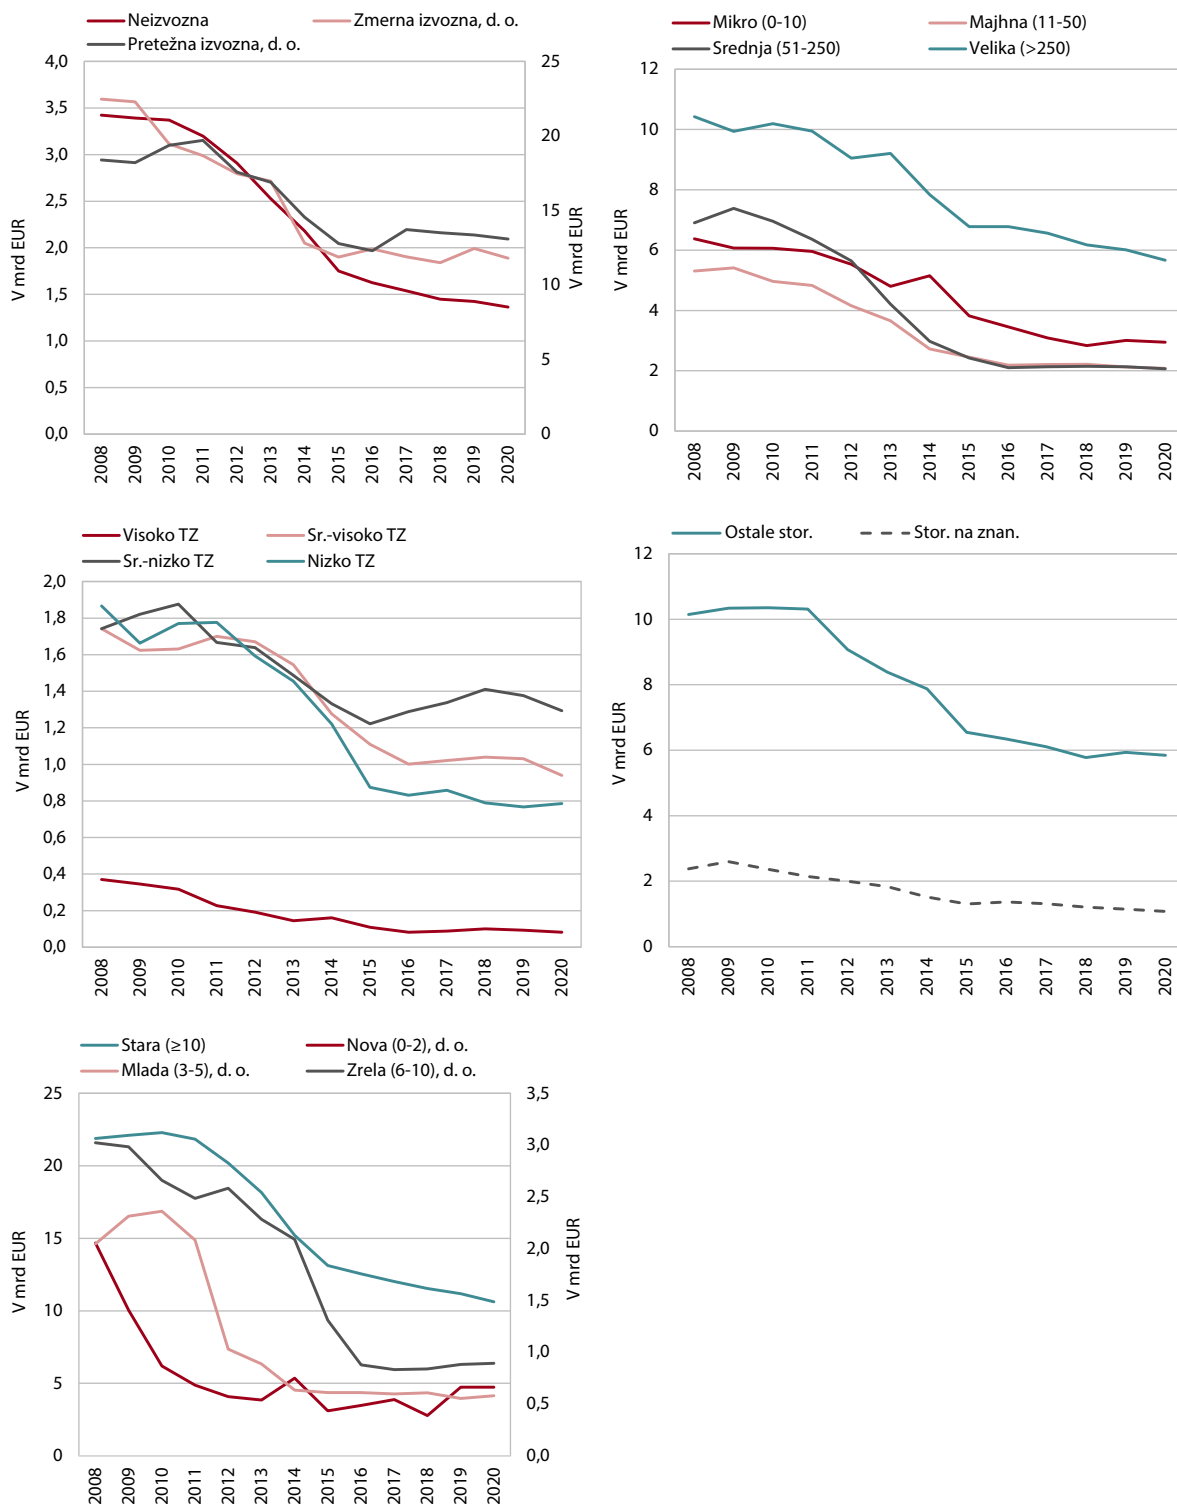 Neizvozna
Zmerna izvozna, d. o.
Pretežna izvozna, d. o.
V mrd EUR
4,0
3,5
3,0
2,5
2,0
1,5
1,0
0,5
0,0
25
20
15
10
5
0
V mrd EUR
2008 2009 2010 2011 2012 2013 2014 2015 2016 2017 2018 2019 2020
Mikro (0-10)
Majhna (11-50)
Srednja (51-250)
Velika (>250)
V mrd EUR
12
10
8
6
4
2
0
2008 2009 2010 2011 2012 2013 2014 2015 2016 2017 2018 2019 2020
Visoko TZ
Sr.-visoko TZ
Sr.-nizko TZ
Nizko TZ
V mrd EUR
2,0
1,8
1,6
1,4
1,2
1,0
0,8
0,6
0,4
0,2
0,0
2008 2009 2010 2011 2012 2013 2014 2015 2016 2017 2018 2019 2020
Ostale stor.
Stor. na znan.
V mrd EUR
12
10
8
6
4
2
0
2008 2009 2010 2011 2012 2013 2014 2015 2016 2017 2018 2019 2020
Stara (≥10)
Nova (0-2), d. o.
Mlada (3-5), d. o.
Zrela (6-10), d. o.
V mrd EUR
25
20
15
10
5
0
3,5
3,0
2,5
2,0
1,5
1,0
0,5
0,0
V mrd EUR
2008 2009 2010 2011 2012 2013 2014 2015 2016 2017 2018 2019 2020